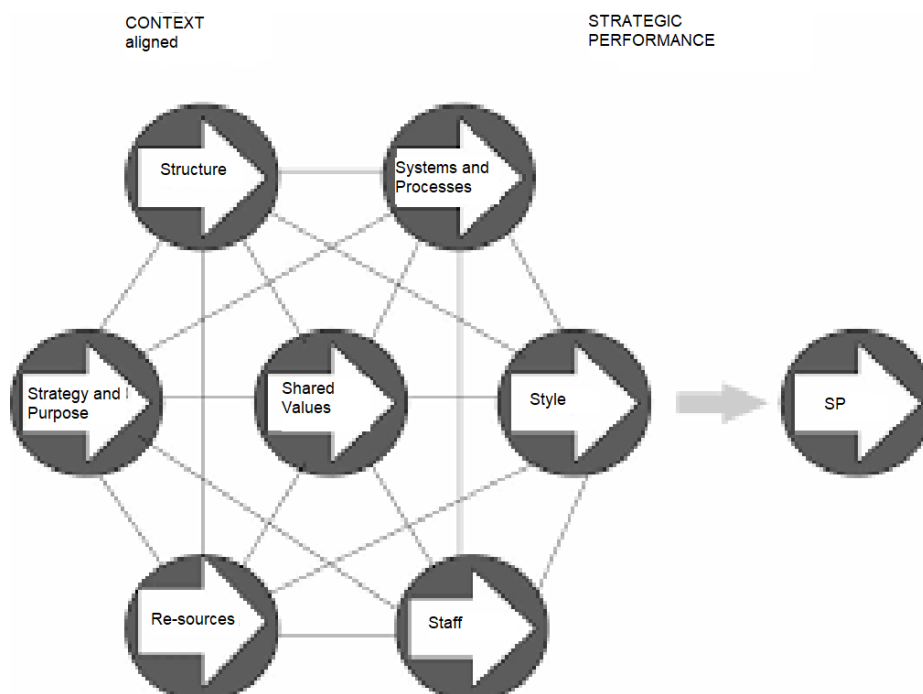 CONTEXT
aligned
STRATEGIC
PERFORMANCE
Structure
Systems and
Processes
Strategy and
Purpose
Shared
Values
Style
SP
Re-sources
Staff